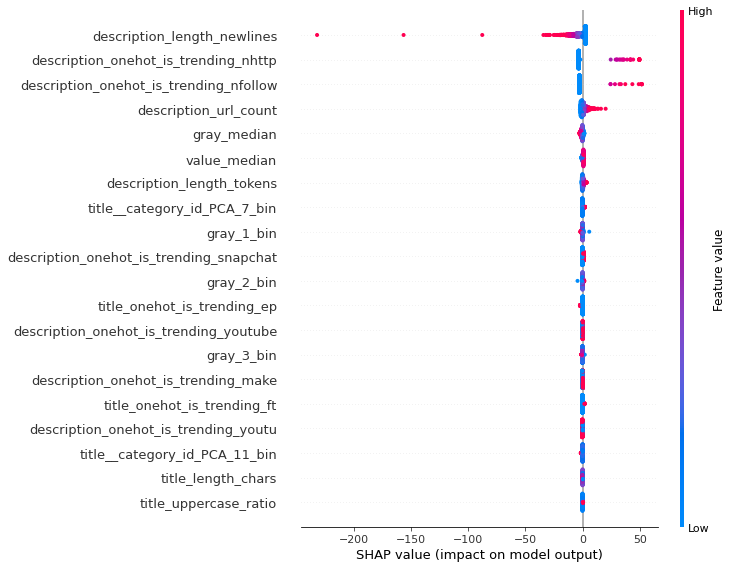 High
description_length_newlines
description_onehot_is_trending_nhttp
description_onehot_is_trending_nfollow
description_url_count
gray_median
value_median
description_length_tokens
title__category_id_PCA_7_bin
gray_1_bin
description_onehot_is_trending_snapchat
gray_2_bin
title_onehot_is_trending_ep
description_onehot_is_trending_youtube
gray_3_bin
description_onehot_is_trending_make
title_onehot_is_trending_ft
description_onehot_is_trending_youtu
title__category_id_PCA_11_bin
title_length_chars
title_uppercase_ratio
Feature value
Low
−200 −150 −100 −50 0 50
SHAP value (impact on model output)